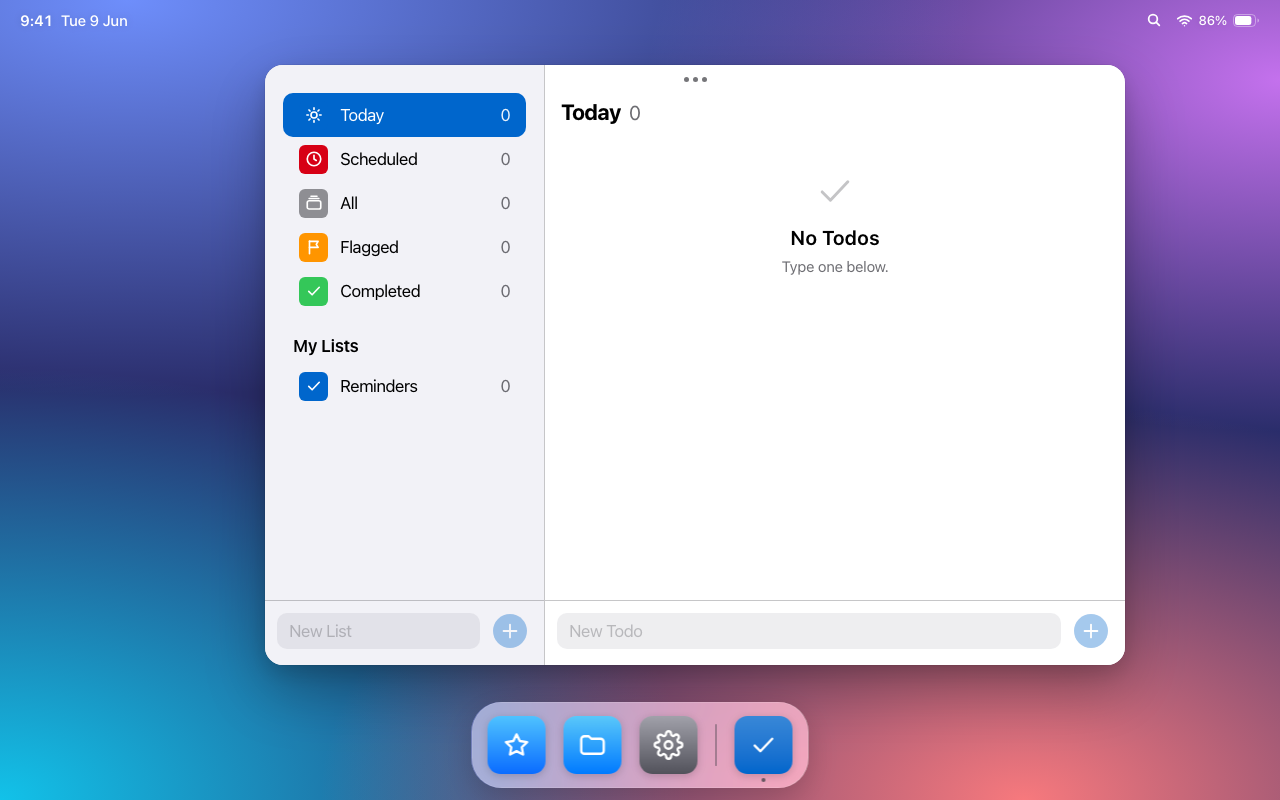 9:41 Tue 9 Jun
86%
Today 0
Scheduled 0
All 0
Flagged 0
Completed 0
My Lists
Reminders 0
New List
Today 0
No Todos
Type one below.
New Todo